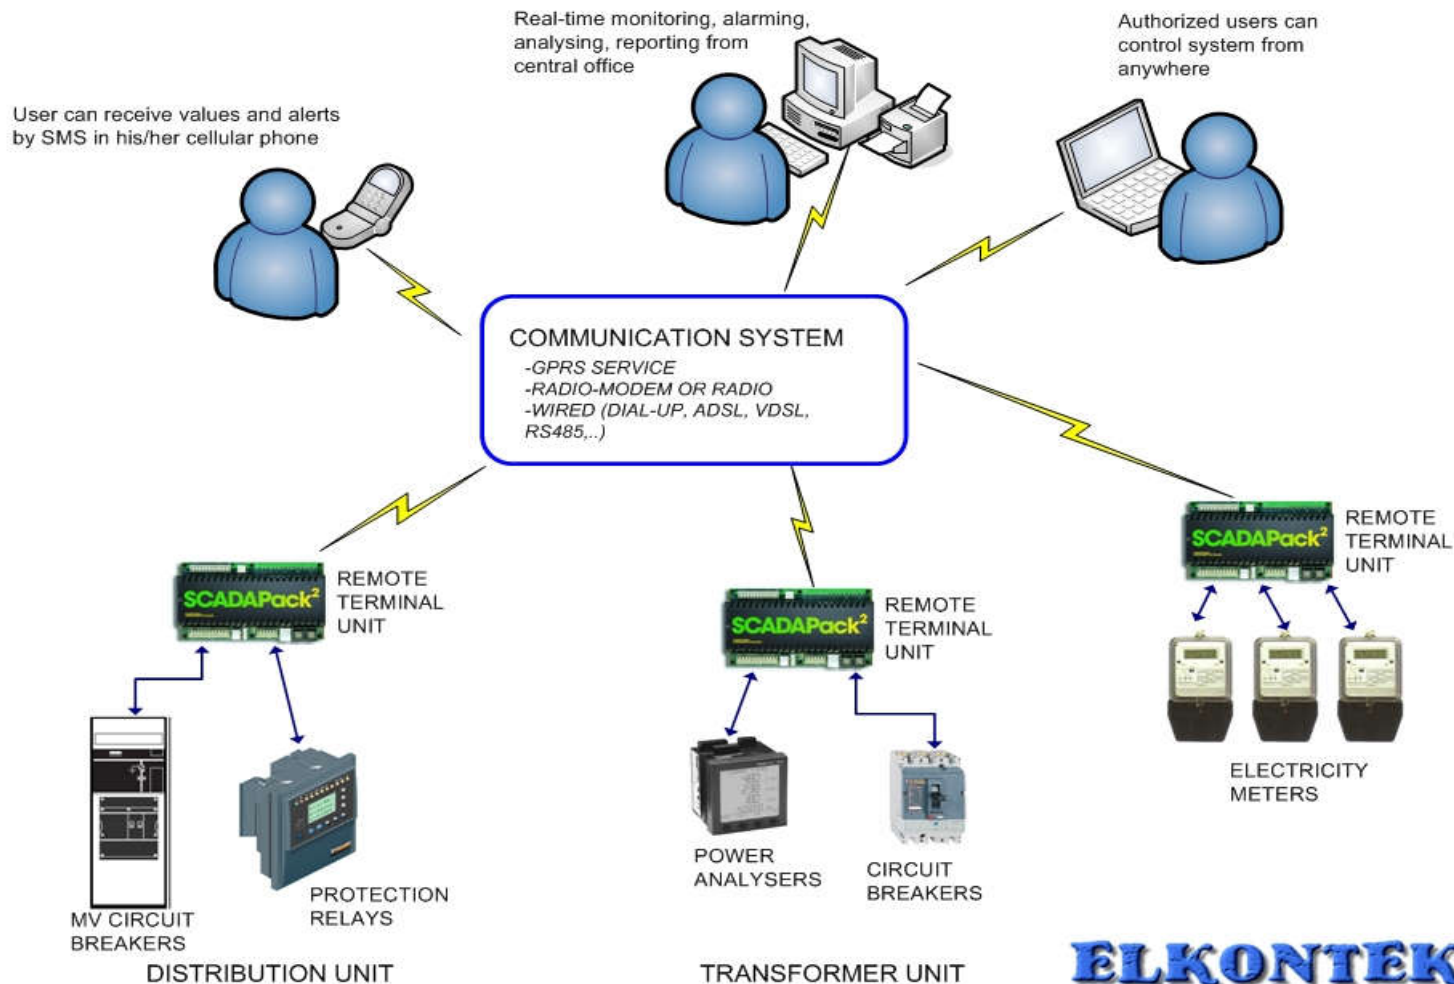 Real-time monitoring, alarming,
analysing, reporting from
central office
Authorized users can
control system from
anywhere
User can receive values and alerts
by SMS in his/her cellular phone
COMMUNICATION SYSTEM
-GPRS SERVICE
-RADIO-MODEM OR RADIO
-WIRED (DIAL-UP, ADSL, VDSL,
RS485,..)
SCADAPack²
REMOTE
TERMINAL
UNIT
SCADAPack²
REMOTE
TERMINAL
UNIT
SCADAPack²
REMOTE
TERMINAL
UNIT
MV CIRCUIT
BREAKERS
PROTECTION
RELAYS
DISTRIBUTION UNIT
POWER
ANALYSERS
CIRCUIT
BREAKERS
TRANSFORMER UNIT
ELECTRICITY
METERS
ELKONTEK